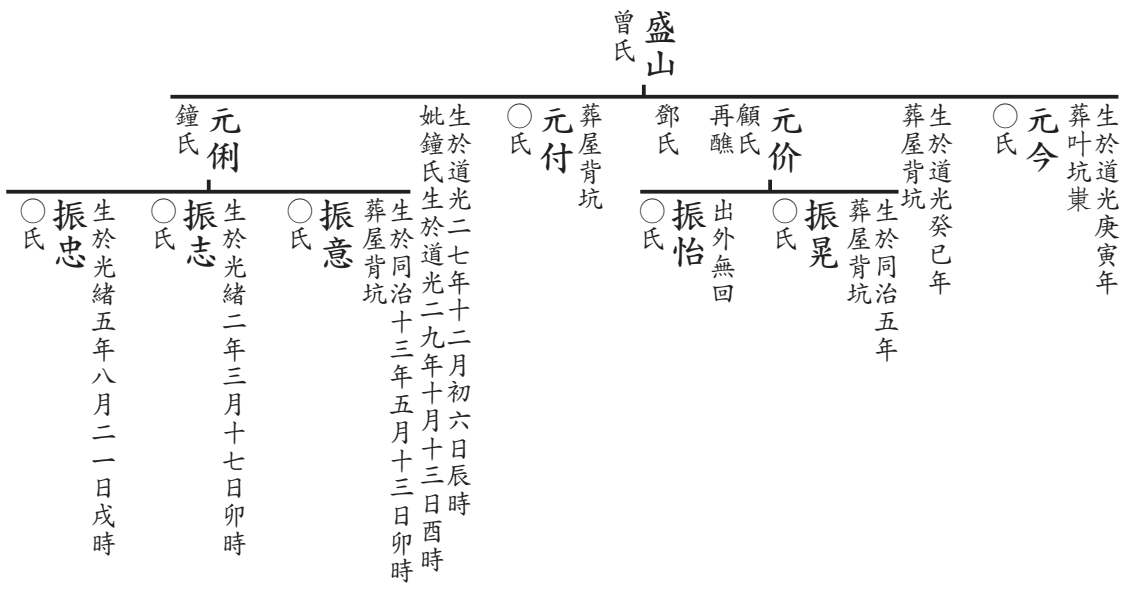 盛山
曾氏
生於道光庚寅年
葬叶坑
元今
○氏
生於道光癸巳年
葬屋背坑
元价
顧氏
再醮
鄧氏
葬屋背坑
元付
○氏
生於道光二七年十二月初六日辰時
妣鐘氏生於道光二九年十月十三日酉時
元俐
鐘氏
生於同治五年
葬屋背坑
振晃
○氏
出外無回
振怡
○氏
生於同治十三年五月十三日卯時
葬屋背坑
振意
○氏
生於光緒二年三月十七日卯時
振志
○氏
生於光緒五年八月二一日戌時
振忠
○氏